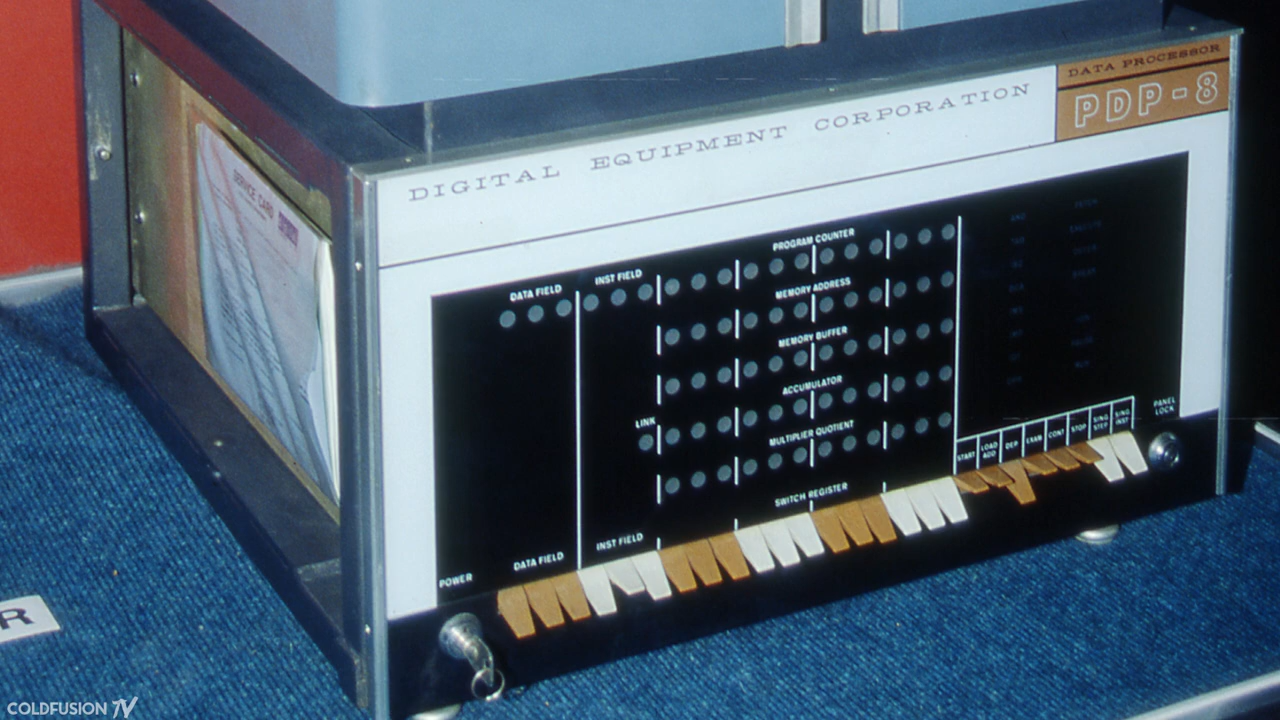 DATA PROCESSOR
PDP-8
DIGITAL EQUIPMENT CORPORATION
PROGRAM COUNTER
DATA FIELD
INST FIELD
MEMORY ADDRESS
MEMORY BUFFER
ACCUMULATOR
LINK
MULTIPLIER QUOTIENT
SWITCH REGISTER
DATA FIELD
INST FIELD
POWER
START
LOAD ADD
DEP
EXAM
CONT
STOP
SING STEP
SING INST
PANEL
LOCK
SERVICE CARD
R
COLDFUSION TV